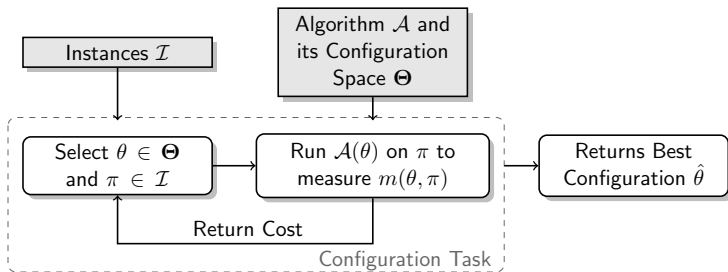 Instances 𝓘
Algorithm 𝒜 and
its Configuration
Space 𝚯
Select θ ∈ 𝚯
and π ∈ 𝓘
Run 𝒜(θ) on π to
measure m(θ, π)
Returns Best
Configuration θ̂
Return Cost
Configuration Task